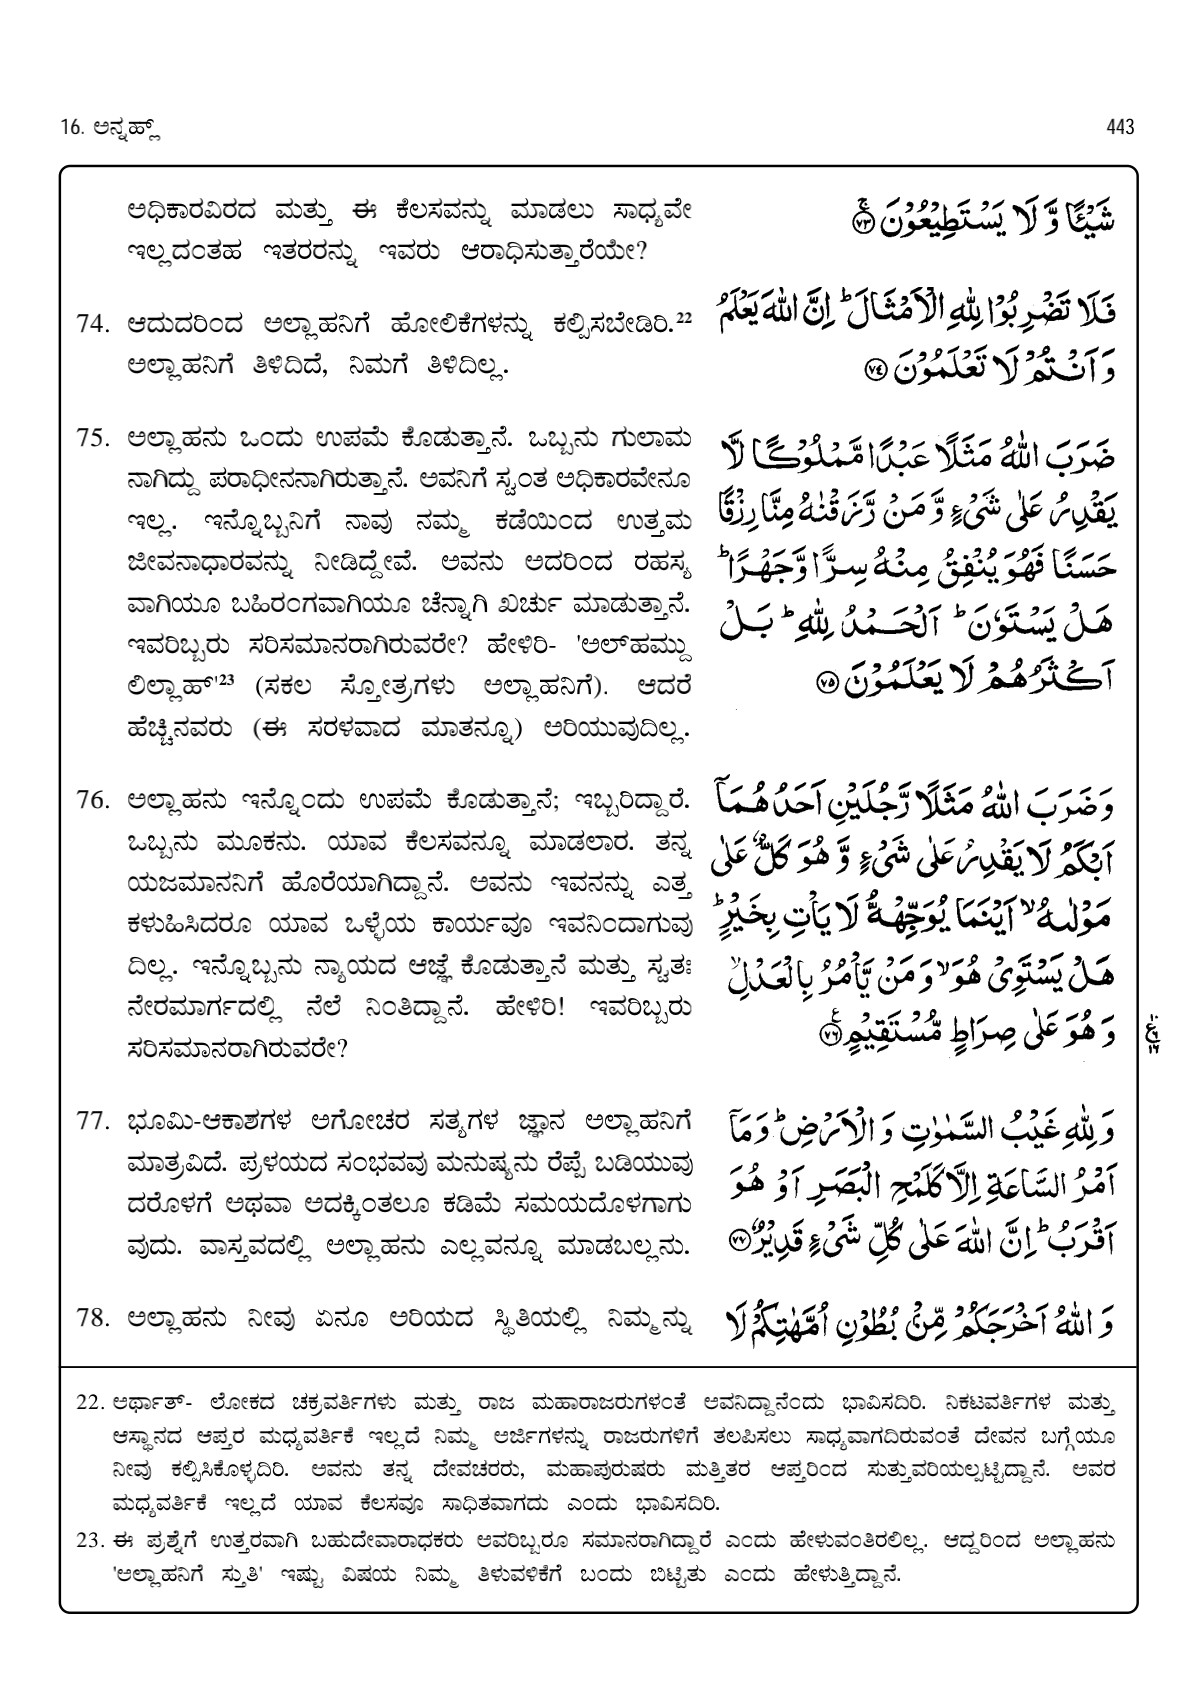 16. ಅನ್ನಹ್ಲ್
443
ಅಧಿಕಾರವಿರದ ಮತ್ತು ಈ ಕೆಲಸವನ್ನು ಮಾಡಲು ಸಾಧ್ಯವೇ
ಇಲ್ಲದಂತಹ ಇತರರನ್ನು ಇವರು ಆರಾಧಿಸುತ್ತಾರೆಯೇ?
شَيْئًا وَّ لَا يَسْتَطِيْعُوْنَ ۚ‏﴿۷۳﴾
74. ಆದುದರಿಂದ ಅಲ್ಲಾಹನಿಗೆ ಹೋಲಿಕೆಗಳನ್ನು ಕಲ್ಪಿಸಬೇಡಿರಿ.²²
ಅಲ್ಲಾಹನಿಗೆ ತಿಳಿದಿದೆ, ನಿಮಗೆ ತಿಳಿದಿಲ್ಲ.
فَلَا تَضْرِبُوْا لِلّٰهِ الْاَمْثَالَ ؕ اِنَّ اللّٰهَ يَعْلَمُ
وَ اَنْتُمْ لَا تَعْلَمُوْنَ ﴿۷٤﴾
75. ಅಲ್ಲಾಹನು ಒಂದು ಉಪಮೆ ಕೊಡುತ್ತಾನೆ. ಒಬ್ಬನು ಗುಲಾಮ
ನಾಗಿದ್ದು ಪರಾಧೀನನಾಗಿರುತ್ತಾನೆ. ಅವನಿಗೆ ಸ್ವಂತ ಅಧಿಕಾರವೇನೂ
ಇಲ್ಲ. ಇನ್ನೊಬ್ಬನಿಗೆ ನಾವು ನಮ್ಮ ಕಡೆಯಿಂದ ಉತ್ತಮ
ಜೀವನಾಧಾರವನ್ನು ನೀಡಿದ್ದೇವೆ. ಅವನು ಅದರಿಂದ ರಹಸ್ಯ
ವಾಗಿಯೂ ಬಹಿರಂಗವಾಗಿಯೂ ಚೆನ್ನಾಗಿ ಖರ್ಚು ಮಾಡುತ್ತಾನೆ.
ಇವರಿಬ್ಬರು ಸರಿಸಮಾನರಾಗಿರುವರೇ? ಹೇಳಿರಿ- 'ಅಲ್‌ಹಮ್ದು
ಲಿಲ್ಲಾಹ್'²³ (ಸಕಲ ಸ್ತೋತ್ರಗಳು ಅಲ್ಲಾಹನಿಗೆ). ಆದರೆ
ಹೆಚ್ಚಿನವರು (ಈ ಸರಳವಾದ ಮಾತನ್ನೂ) ಅರಿಯುವುದಿಲ್ಲ.
ضَرَبَ اللّٰهُ مَثَلًا عَبْدًا مَّمْلُوْكًا لَّا
يَقْدِرُ عَلٰى شَىْءٍ وَّ مَنْ رَّزَقْنٰهُ مِنَّا رِزْقًا
حَسَنًا فَهُوَ يُنْفِقُ مِنْهُ سِرًّا وَّ جَهْرًا ؕ
هَلْ يَسْتَوٗنَ ؕ اَلْحَمْدُ لِلّٰهِ ؕ بَلْ
اَكْثَرُهُمْ لَا يَعْلَمُوْنَ ﴿۷۵﴾
76. ಅಲ್ಲಾಹನು ಇನ್ನೊಂದು ಉಪಮೆ ಕೊಡುತ್ತಾನೆ; ಇಬ್ಬರಿದ್ದಾರೆ.
ಒಬ್ಬನು ಮೂಕನು. ಯಾವ ಕೆಲಸವನ್ನೂ ಮಾಡಲಾರ. ತನ್ನ
ಯಜಮಾನನಿಗೆ ಹೊರೆಯಾಗಿದ್ದಾನೆ. ಅವನು ಇವನನ್ನು ಎತ್ತ
ಕಳುಹಿಸಿದರೂ ಯಾವ ಒಳ್ಳೆಯ ಕಾರ್ಯವೂ ಇವನಿಂದಾಗುವು
ದಿಲ್ಲ. ಇನ್ನೊಬ್ಬನು ನ್ಯಾಯದ ಆಜ್ಞೆ ಕೊಡುತ್ತಾನೆ ಮತ್ತು ಸ್ವತಃ
ನೇರಮಾರ್ಗದಲ್ಲಿ ನೆಲೆ ನಿಂತಿದ್ದಾನೆ. ಹೇಳಿರಿ! ಇವರಿಬ್ಬರು
ಸರಿಸಮಾನರಾಗಿರುವರೇ?
وَ ضَرَبَ اللّٰهُ مَثَلًا رَّجُلَيْنِ اَحَدُهُمَاۤ
اَبْكَمُ لَا يَقْدِرُ عَلٰى شَىْءٍ وَّ هُوَ كَلٌّ عَلٰى
مَوْلٰىهُ ۙ اَيْنَمَا يُوَجِّهْهُّ لَا يَاْتِ بِخَيْرٍ ؕ
هَلْ يَسْتَوِىْ هُوَ ۙ وَ مَنْ يَّاْمُرُ بِالْعَدْلِ ۙ
وَ هُوَ عَلٰى صِرَاطٍ مُّسْتَقِيْمٍ ﴿۷٦﴾
77. ಭೂಮಿ-ಆಕಾಶಗಳ ಅಗೋಚರ ಸತ್ಯಗಳ ಜ್ಞಾನ ಅಲ್ಲಾಹನಿಗೆ
ಮಾತ್ರವಿದೆ. ಪ್ರಳಯದ ಸಂಭವವು ಮನುಷ್ಯನು ರೆಪ್ಪೆ ಬಡಿಯುವು
ದರೊಳಗೆ ಅಥವಾ ಅದಕ್ಕಿಂತಲೂ ಕಡಿಮೆ ಸಮಯದೊಳಗಾಗು
ವುದು. ವಾಸ್ತವದಲ್ಲಿ ಅಲ್ಲಾಹನು ಎಲ್ಲವನ್ನೂ ಮಾಡಬಲ್ಲನು.
وَ لِلّٰهِ غَيْبُ السَّمٰوٰتِ وَ الْاَرْضِ ؕ وَ مَاۤ
اَمْرُ السَّاعَةِ اِلَّا كَلَمْحِ الْبَصَرِ اَوْ هُوَ
اَقْرَبُ ؕ اِنَّ اللّٰهَ عَلٰى كُلِّ شَىْءٍ قَدِيْرٌ ﴿۷۷﴾
78. ಅಲ್ಲಾಹನು ನೀವು ಏನೂ ಅರಿಯದ ಸ್ಥಿತಿಯಲ್ಲಿ ನಿಮ್ಮನ್ನು
وَ اللّٰهُ اَخْرَجَكُمْ مِّنْۢ بُطُوْنِ اُمَّهٰتِكُمْ لَا
22. ಅರ್ಥಾತ್- ಲೋಕದ ಚಕ್ರವರ್ತಿಗಳು ಮತ್ತು ರಾಜ ಮಹಾರಾಜರುಗಳಂತೆ ಅವನಿದ್ದಾನೆಂದು ಭಾವಿಸದಿರಿ. ನಿಕಟವರ್ತಿಗಳ ಮತ್ತು
ಆಸ್ಥಾನದ ಆಪ್ತರ ಮಧ್ಯವರ್ತಿಕೆ ಇಲ್ಲದೆ ನಿಮ್ಮ ಅರ್ಜಿಗಳನ್ನು ರಾಜರುಗಳಿಗೆ ತಲಪಿಸಲು ಸಾಧ್ಯವಾಗದಿರುವಂತೆ ದೇವನ ಬಗ್ಗೆಯೂ
ನೀವು ಕಲ್ಪಿಸಿಕೊಳ್ಳದಿರಿ. ಅವನು ತನ್ನ ದೇವಚರರು, ಮಹಾಪುರುಷರು ಮತ್ತಿತರ ಆಪ್ತರಿಂದ ಸುತ್ತುವರಿಯಲ್ಪಟ್ಟಿದ್ದಾನೆ. ಅವರ
ಮಧ್ಯವರ್ತಿಕೆ ಇಲ್ಲದೆ ಯಾವ ಕೆಲಸವೂ ಸಾಧಿತವಾಗದು ಎಂದು ಭಾವಿಸದಿರಿ.
23. ಈ ಪ್ರಶ್ನೆಗೆ ಉತ್ತರವಾಗಿ ಬಹುದೇವಾರಾಧಕರು ಅವರಿಬ್ಬರೂ ಸಮಾನರಾಗಿದ್ದಾರೆ ಎಂದು ಹೇಳುವಂತಿರಲಿಲ್ಲ. ಆದ್ದರಿಂದ ಅಲ್ಲಾಹನು
'ಅಲ್ಲಾಹನಿಗೆ ಸ್ತುತಿ' ಇಷ್ಟು ವಿಷಯ ನಿಮ್ಮ ತಿಳುವಳಿಕೆಗೆ ಬಂದು ಬಿಟ್ಟಿತು ಎಂದು ಹೇಳುತ್ತಿದ್ದಾನೆ.